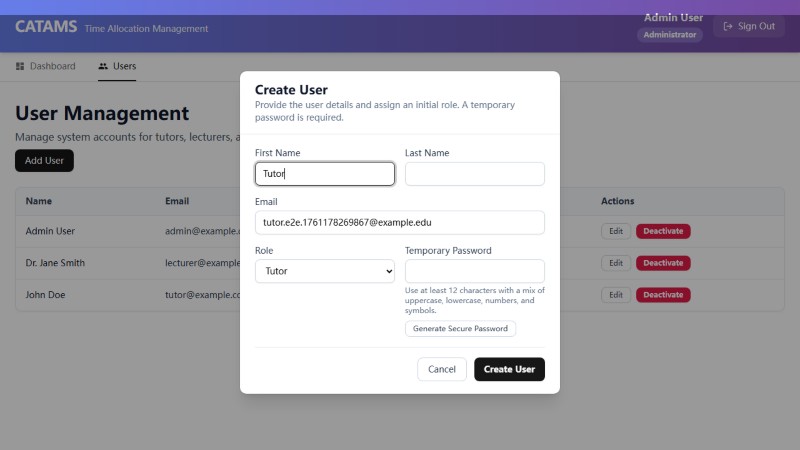 CATAMS Time Allocation Management
Admin User
Administrator
Sign Out
Dashboard
Users
User Management
Manage system accounts for tutors, lecturers, a
Add User
Name Email Actions
Admin User admin@example. Edit Deactivate
Dr. Jane Smith lecturer@example Edit Deactivate
John Doe tutor@example.co Edit Deactivate
Create User
Provide the user details and assign an initial role. A temporary
password is required.
First Name Last Name
Tutor
Email
tutor.e2e.1761178269867@example.edu
Role Temporary Password
Tutor
Use at least 12 characters with a mix of
uppercase, lowercase, numbers, and
symbols.
Generate Secure Password
Cancel Create User